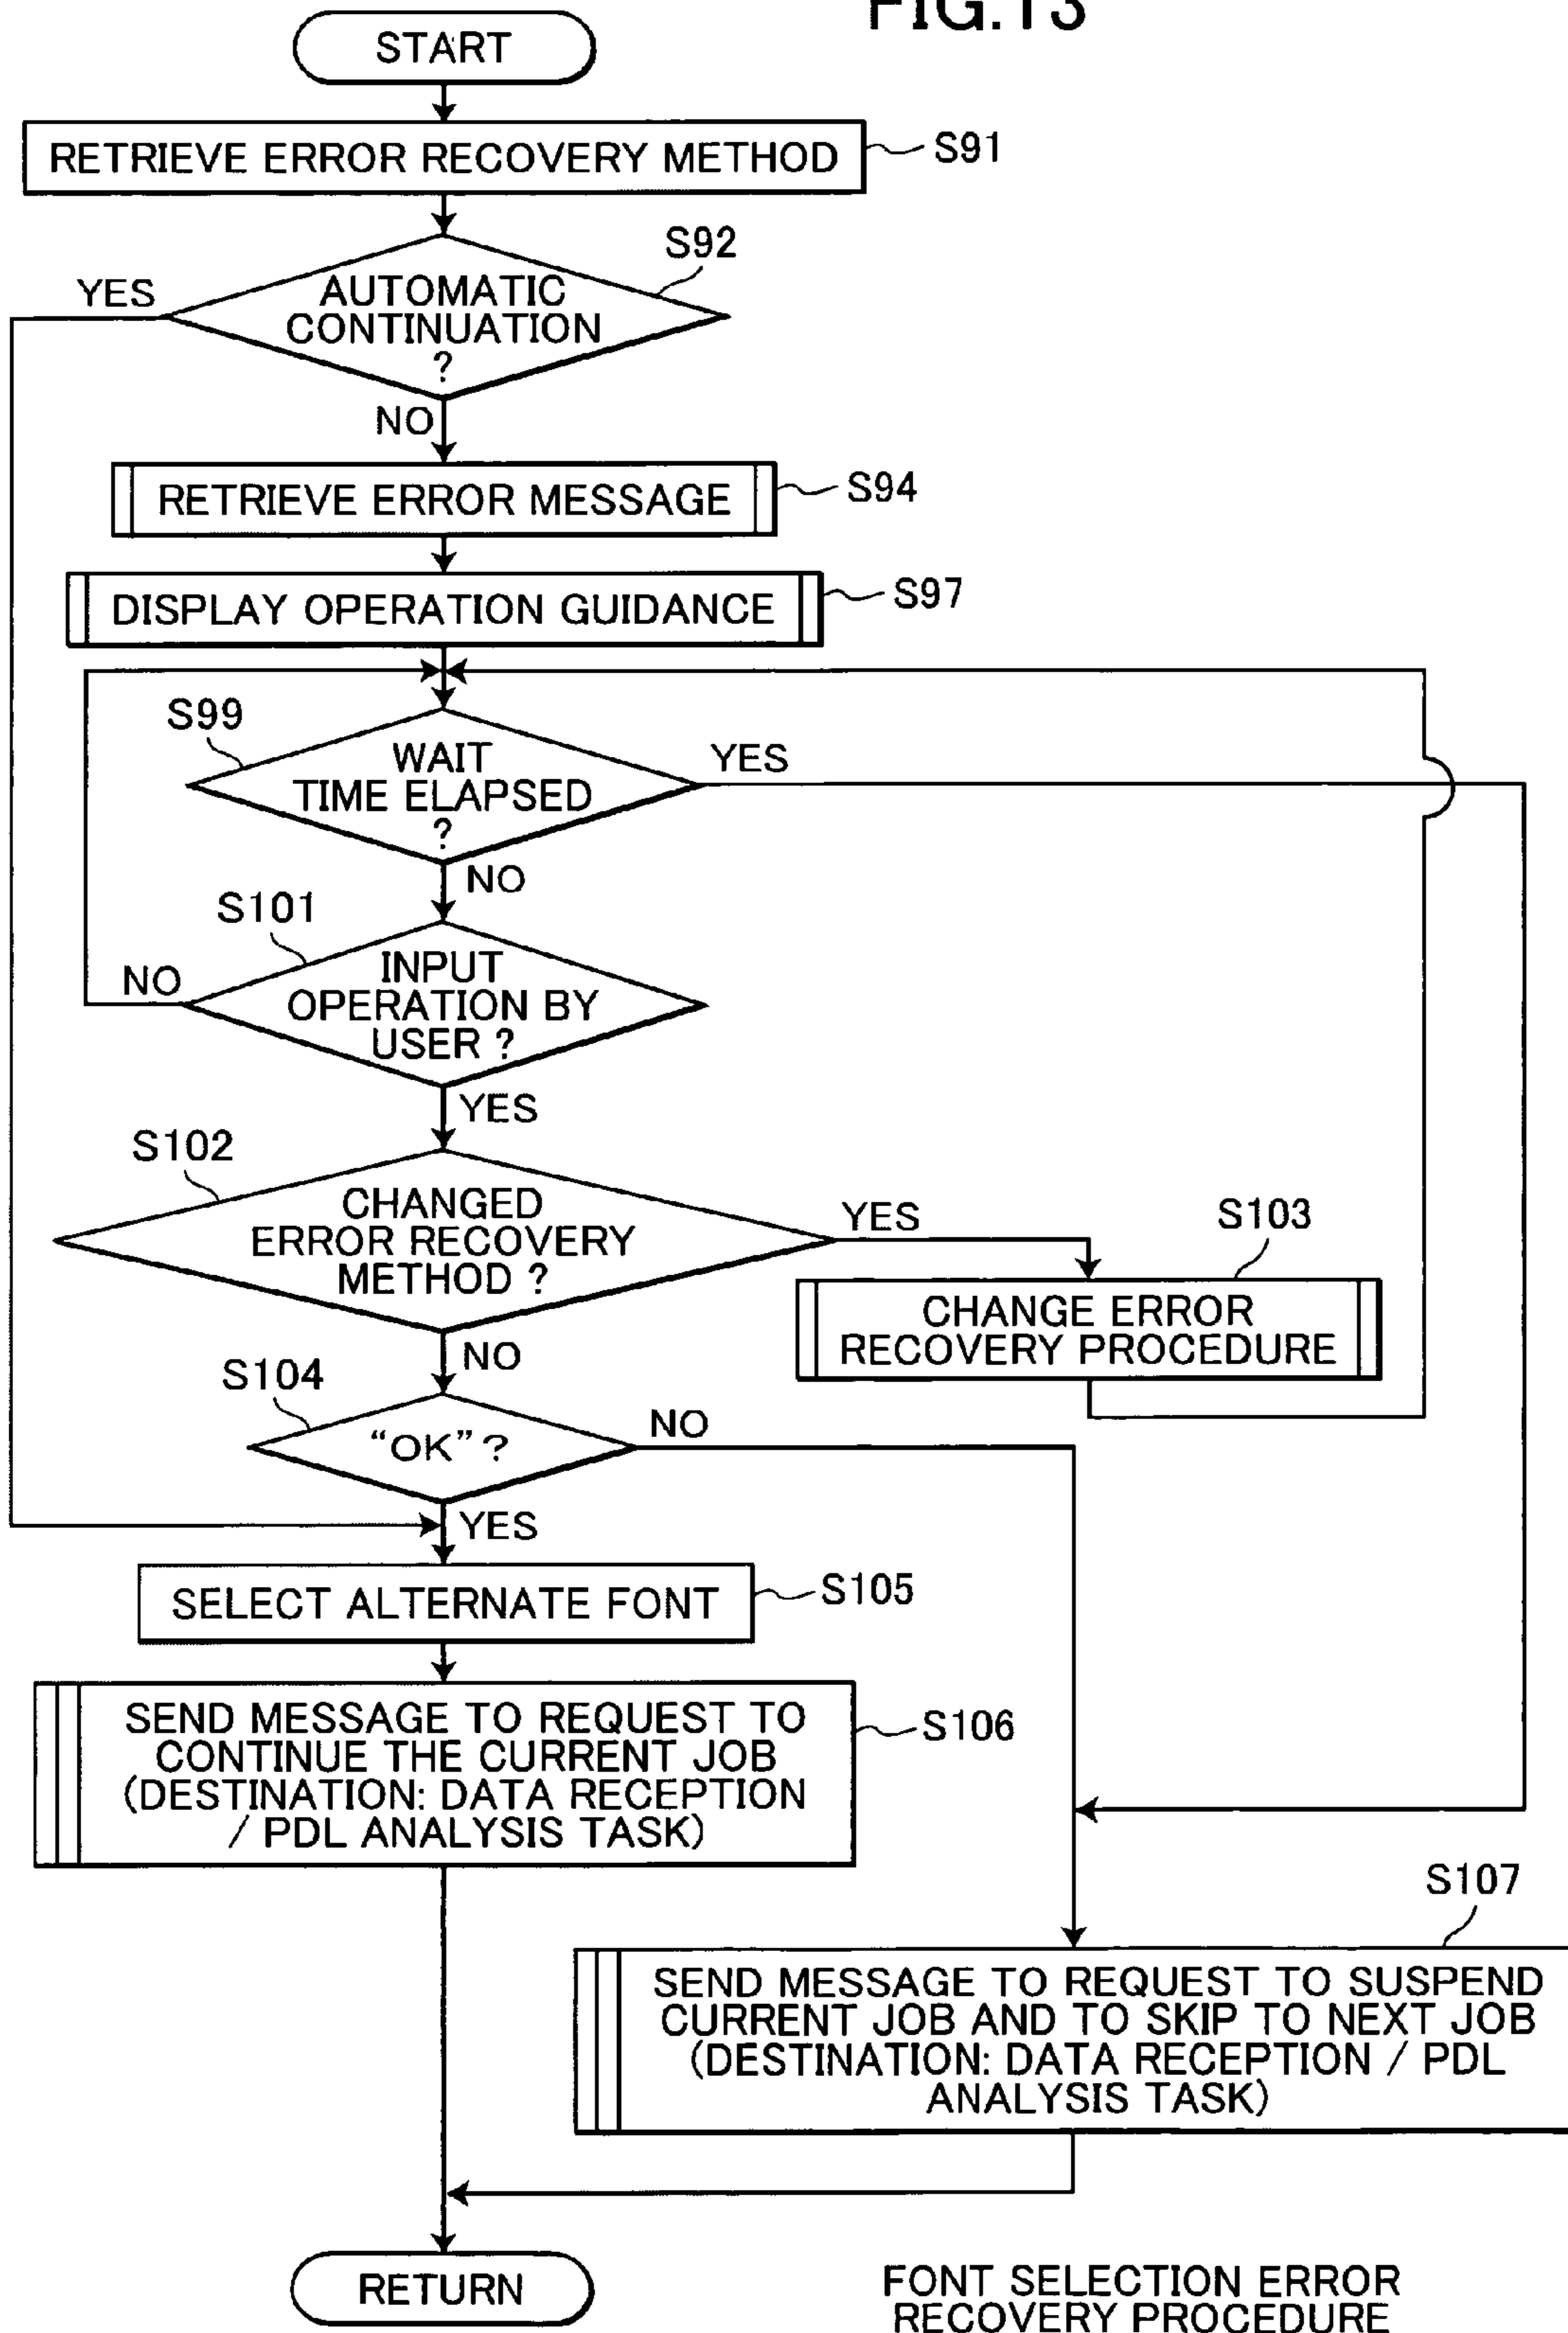 FIG.13
START
RETRIEVE ERROR RECOVERY METHOD
S91
S92
YES
AUTOMATIC
CONTINUATION
?
NO
RETRIEVE ERROR MESSAGE
S94
DISPLAY OPERATION GUIDANCE
S97
S99
WAIT
TIME ELAPSED
?
YES
NO
S101
INPUT
OPERATION BY
USER ?
NO
YES
S102
CHANGED
ERROR RECOVERY
METHOD ?
YES
S103
CHANGE ERROR
RECOVERY PROCEDURE
NO
S104
“OK” ?
NO
YES
SELECT ALTERNATE FONT
S105
SEND MESSAGE TO REQUEST TO
CONTINUE THE CURRENT JOB
(DESTINATION: DATA RECEPTION
/ PDL ANALYSIS TASK)
S106
S107
SEND MESSAGE TO REQUEST TO SUSPEND
CURRENT JOB AND TO SKIP TO NEXT JOB
(DESTINATION: DATA RECEPTION / PDL
ANALYSIS TASK)
RETURN
FONT SELECTION ERROR
RECOVERY PROCEDURE